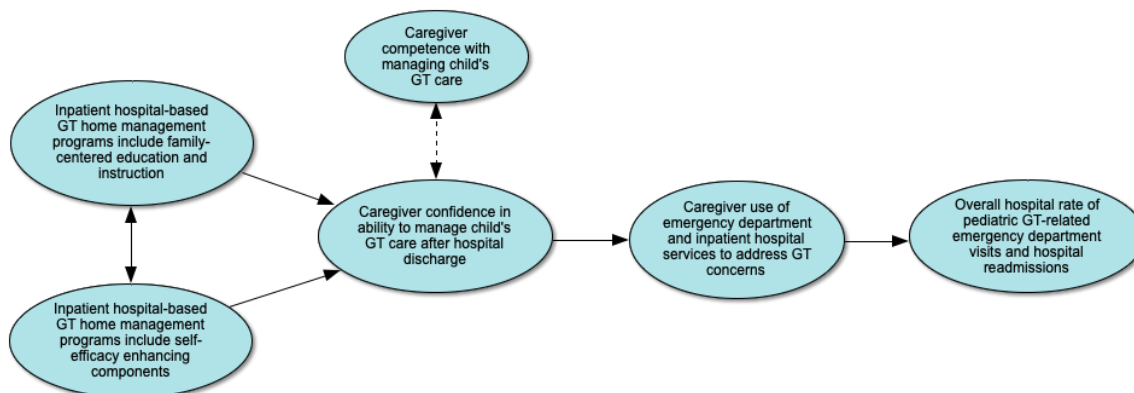 Caregiver
competence with
managing child's
GT care
Inpatient hospital-based
GT home management
programs include family-
centered education and
instruction
Caregiver confidence in
ability to manage child's
GT care after hospital
discharge
Caregiver use of
emergency department
and inpatient hospital
services to address GT
concerns
Overall hospital rate of
pediatric GT-related
emergency department
visits and hospital
readmissions
Inpatient hospital-based
GT home management
programs include self-
efficacy enhancing
components